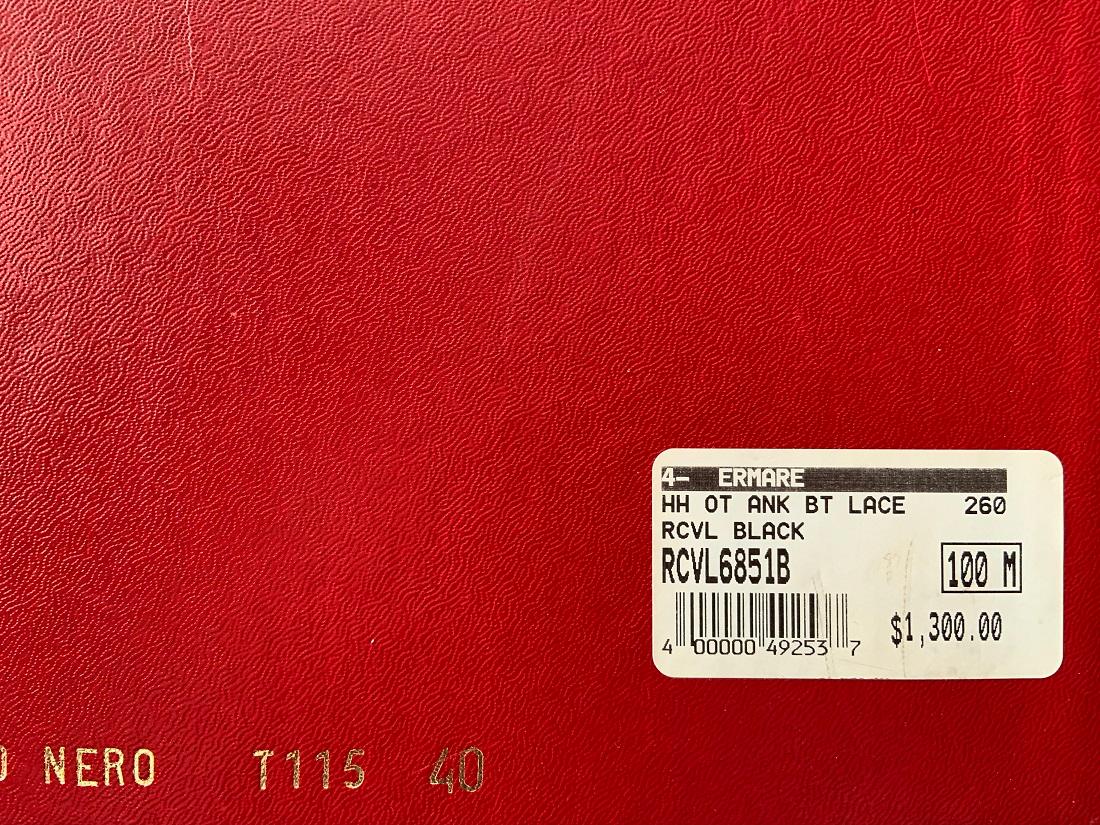 4- ERMARE
HH OT ANK BT LACE 260
RCVL BLACK
RCVL6851B 100 M
$1,300.00
4 00000 49253 7
NERO T115 40